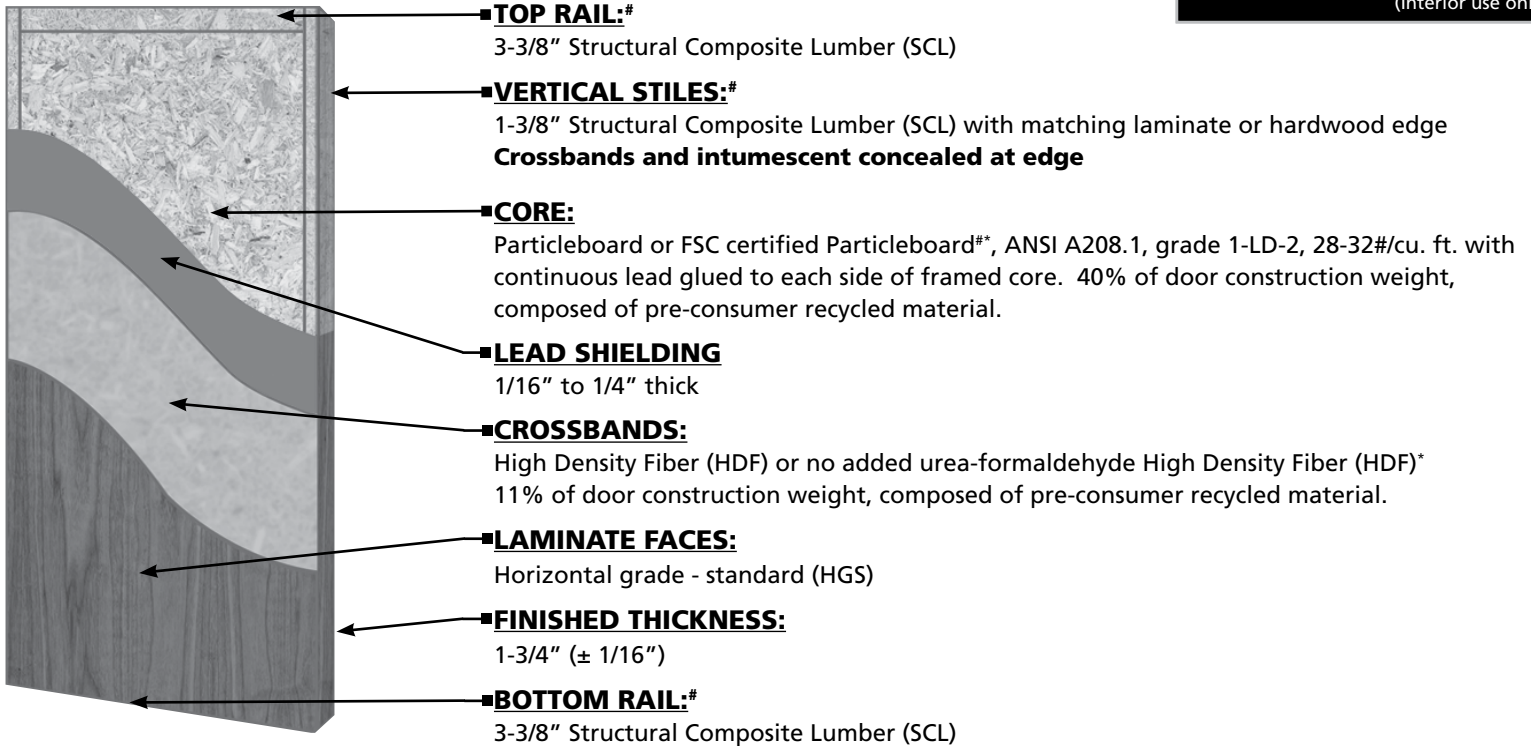 (Interior use onl
TOP RAIL:#
3-3/8" Structural Composite Lumber (SCL)
VERTICAL STILES:#
1-3/8" Structural Composite Lumber (SCL) with matching laminate or hardwood edge
Crossbands and intumescent concealed at edge
CORE:
Particleboard or FSC certified Particleboard#*, ANSI A208.1, grade 1-LD-2, 28-32#/cu. ft. with
continuous lead glued to each side of framed core.  40% of door construction weight,
composed of pre-consumer recycled material.
LEAD SHIELDING
1/16" to 1/4" thick
CROSSBANDS:
High Density Fiber (HDF) or no added urea-formaldehyde High Density Fiber (HDF)*
11% of door construction weight, composed of pre-consumer recycled material.
LAMINATE FACES:
Horizontal grade - standard (HGS)
FINISHED THICKNESS:
1-3/4" (± 1/16")
BOTTOM RAIL:#
3-3/8" Structural Composite Lumber (SCL)